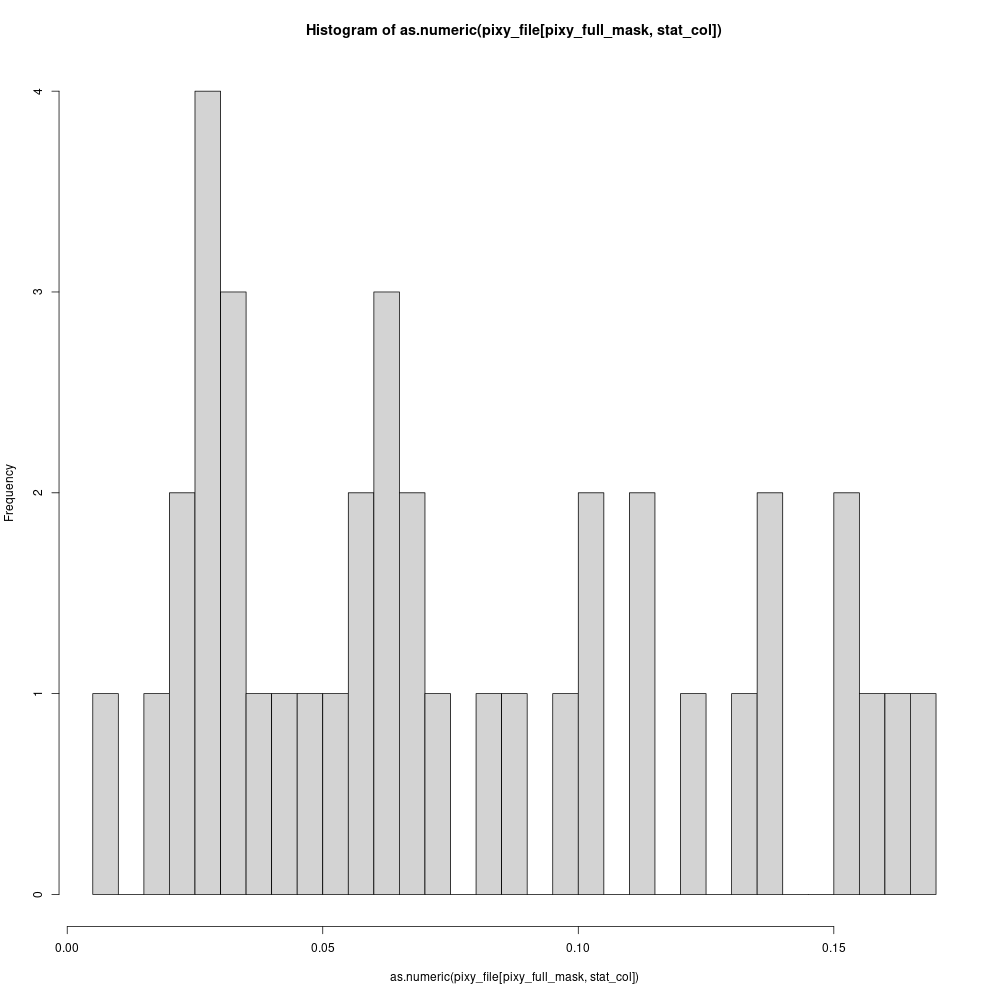 Histogram of as.numeric(pixy_file[pixy_full_mask, stat_col])
4
3
2
1
0
Frequency
0.00 0.05 0.10 0.15
as.numeric(pixy_file[pixy_full_mask, stat_col])